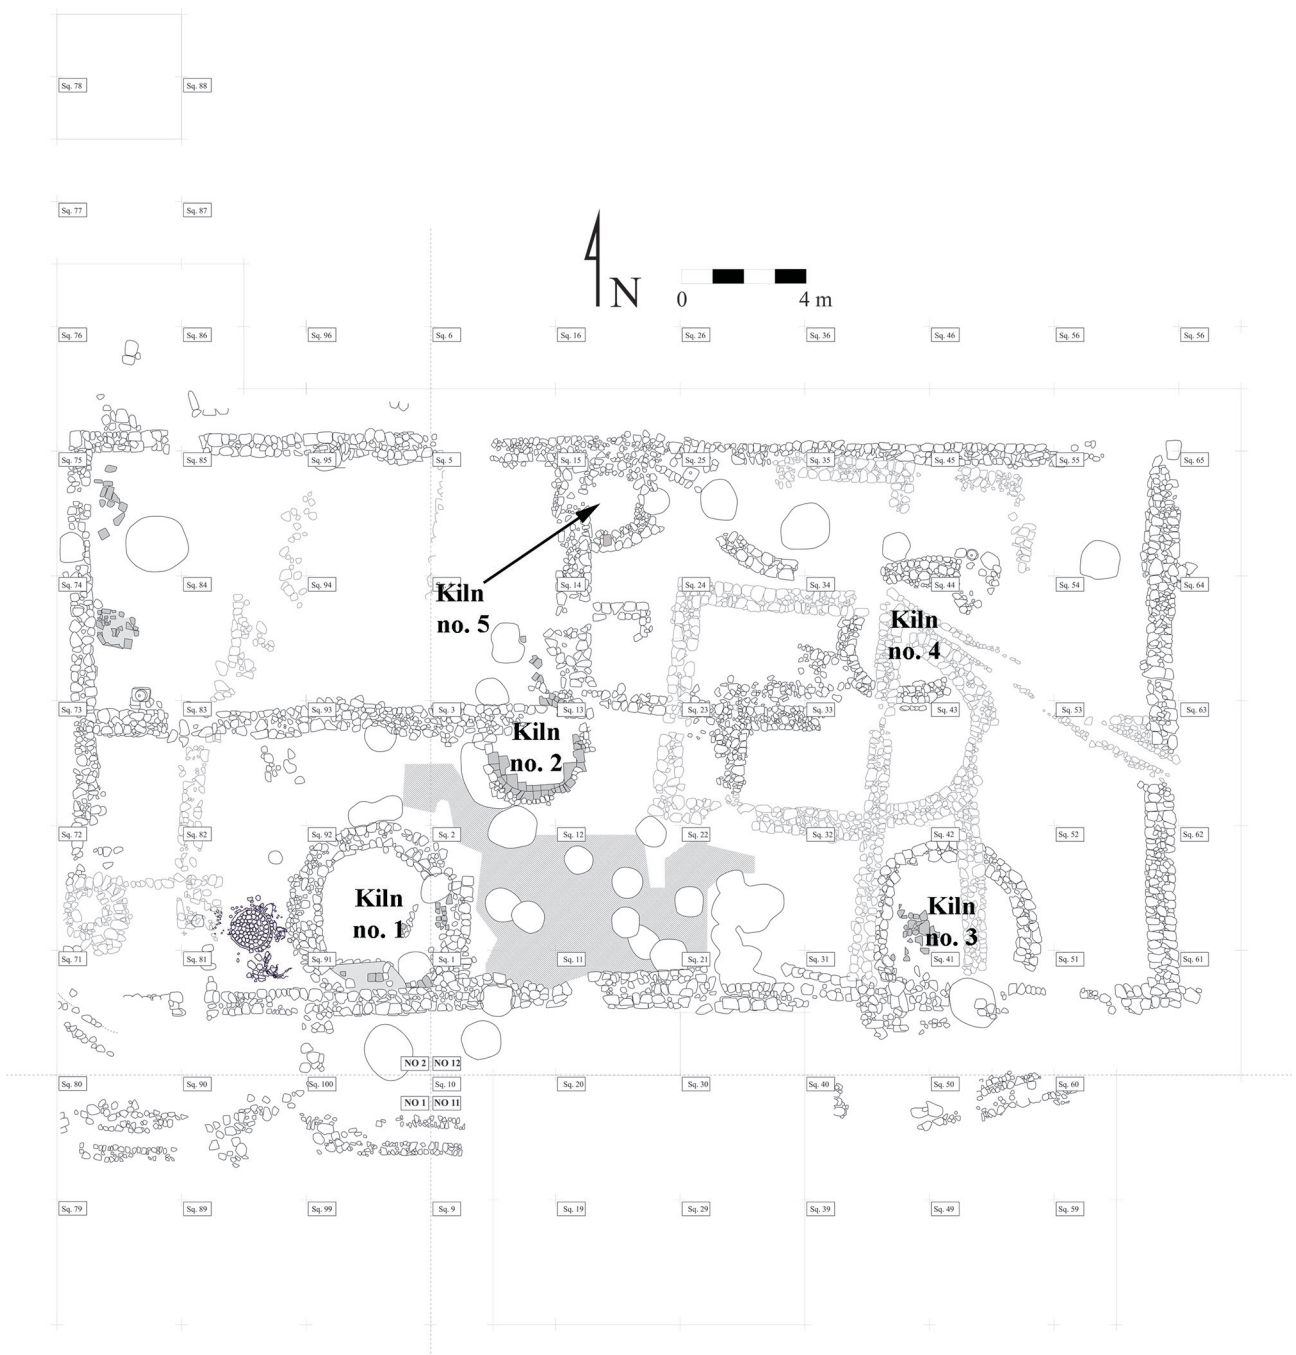 Sq. 78 Sq. 88
Sq. 77 Sq. 87
N 0 4 m
Sq. 76 Sq. 86 Sq. 96 Sq. 6 Sq. 16 Sq. 26 Sq. 36 Sq. 46 Sq. 56 Sq. 56
Sq. 75 Sq. 85 Sq. 95 Sq. 5 Sq. 15 Sq. 25 Sq. 35 Sq. 45 Sq. 55 Sq. 65
Sq. 74 Sq. 84 Sq. 94 Sq. 14 Sq. 24 Sq. 34 Sq. 44 Sq. 54 Sq. 64
Kiln
no. 5
Kiln
no. 4
Sq. 73 Sq. 83 Sq. 93 Sq. 3 Sq. 13 Sq. 23 Sq. 33 Sq. 43 Sq. 53 Sq. 63
Kiln
no. 2
Sq. 72 Sq. 82 Sq. 92 Sq. 2 Sq. 12 Sq. 22 Sq. 32 Sq. 42 Sq. 52 Sq. 62
Kiln
no. 1
Kiln
no. 3
Sq. 71 Sq. 81 Sq. 91 Sq. 1 Sq. 11 Sq. 21 Sq. 31 Sq. 41 Sq. 51 Sq. 61
NO 2 NO 12
Sq. 80 Sq. 90 Sq. 100 Sq. 10 Sq. 20 Sq. 30 Sq. 40 Sq. 50 Sq. 60
NO 1 NO 11
Sq. 79 Sq. 89 Sq. 99 Sq. 9 Sq. 19 Sq. 29 Sq. 39 Sq. 49 Sq. 59